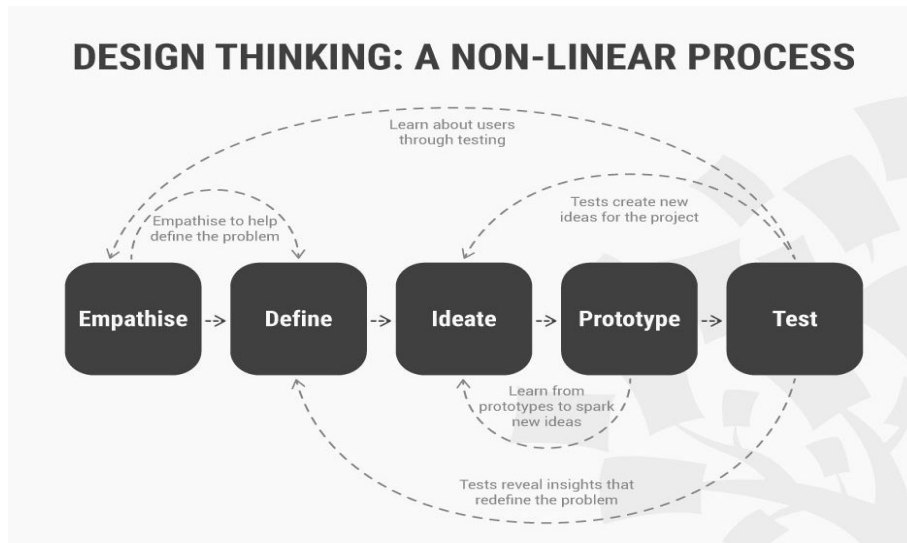 DESIGN THINKING: A NON-LINEAR PROCESS
Learn about users
through testing
Empathise to help
define the problem
Tests create new
ideas for the project
Empathise
Define
Ideate
Prototype
Test
Learn from
prototypes to spark
new ideas
Tests reveal insights that
redefine the problem